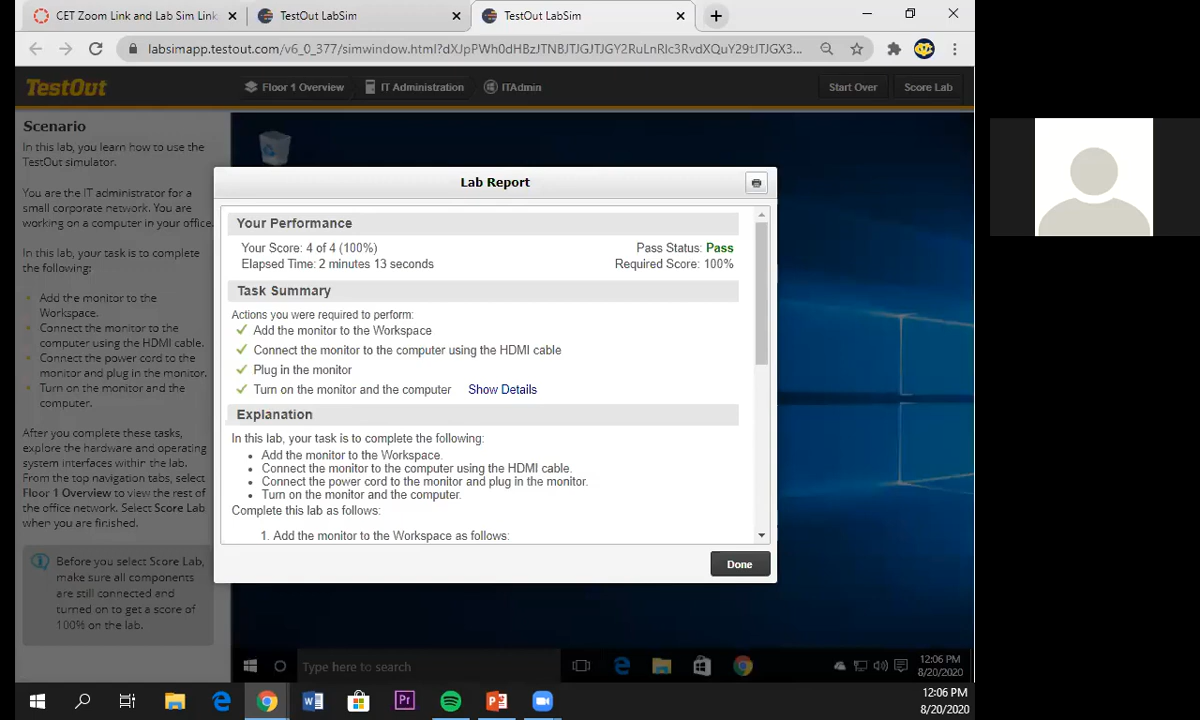 CET Zoom Link and Lab Sim Link
TestOut LabSim
TestOut LabSim
labsimapp.testout.com/v6_0_377/simwindow.html?dXJpPWh0dHBzJTNBJTJGJTJGY2RuLnRlc3RvdXQuY29tJTJGX3...
TestOut
Floor 1 Overview
IT Administration
ITAdmin
Start Over
Score Lab
Scenario
In this lab, you learn how to use the
TestOut simulator.
You are the IT administrator for a
small corporate network. You are
working on a computer in your office.
In this lab, your task is to complete
the following:
Add the monitor to the
Workspace.
Connect the monitor to the
computer using the HDMI cable.
Connect the power cord to the
monitor and plug in the monitor.
Turn on the monitor and the
computer.
After you complete these tasks,
explore the hardware and operating
system interfaces within the lab.
From the top navigation tabs, select
Floor 1 Overview to view the rest of
the office network. Select Score Lab
when you are finished.
Before you select Score Lab,
make sure all components
are still connected and
turned on to get a score of
100% on the lab.
Lab Report
Your Performance
Your Score: 4 of 4 (100%)
Pass Status: Pass
Elapsed Time: 2 minutes 13 seconds
Required Score: 100%
Task Summary
Actions you were required to perform:
Add the monitor to the Workspace
Connect the monitor to the computer using the HDMI cable
Plug in the monitor
Turn on the monitor and the computer Show Details
Explanation
In this lab, your task is to complete the following:
• Add the monitor to the Workspace.
• Connect the monitor to the computer using the HDMI cable.
• Connect the power cord to the monitor and plug in the monitor.
• Turn on the monitor and the computer.
Complete this lab as follows:
1. Add the monitor to the Workspace as follows:
Done
Type here to search
12:06 PM
8/20/2020
12:06 PM
8/20/2020